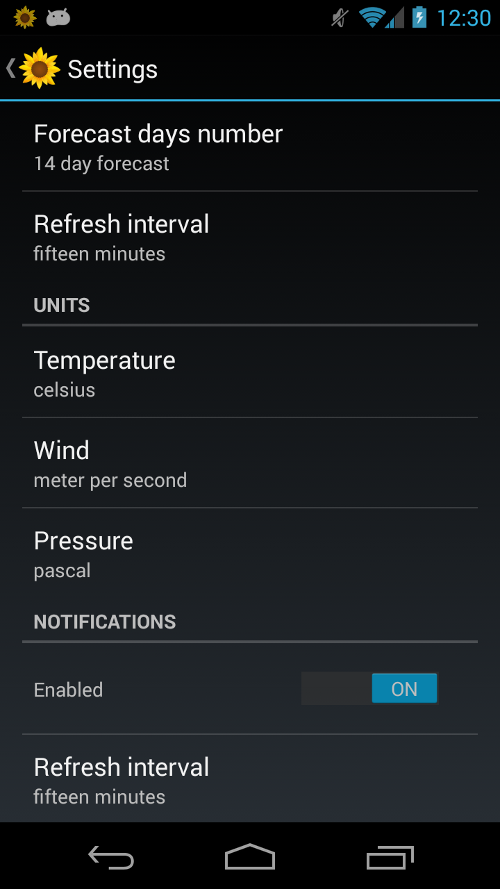 12:30
Settings
Forecast days number
14 day forecast
Refresh interval
fifteen minutes
UNITS
Temperature
celsius
Wind
meter per second
Pressure
pascal
NOTIFICATIONS
Enabled
ON
Refresh interval
fifteen minutes